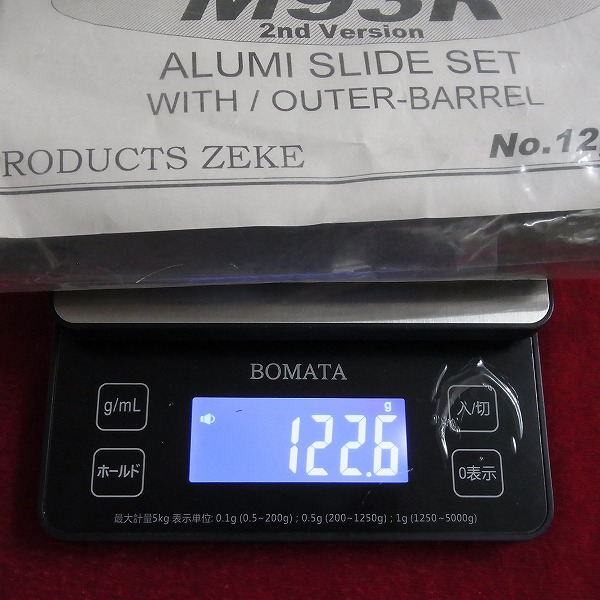 M93R
2nd Version
ALUMI SLIDE SET
WITH / OUTER-BARREL
PRODUCTS ZEKE No.12
BOMATA
g/mL
g
122.6
入/切
ホールド
0表示
最大計量5kg 表示単位: 0.1g (0.5~200g) ; 0.5g (200~1250g) ; 1g (1250~5000g)